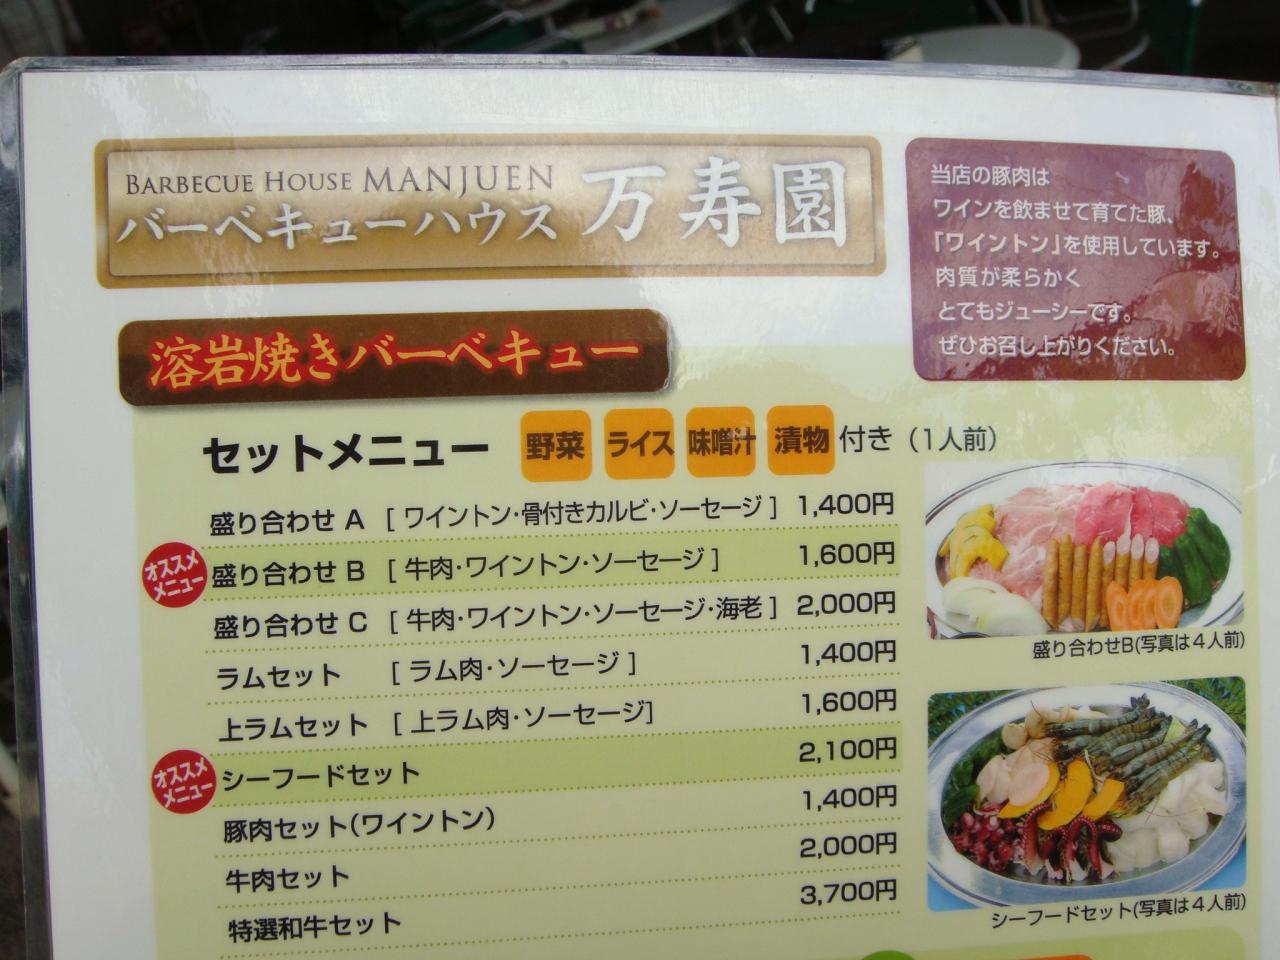 BARBECUE HOUSE MANJUEN
バーベキューハウス 万寿園
当店の豚肉は
ワインを飲ませて育てた豚、
「ワイントン」を使用しています。
肉質が柔らかく
とてもジューシーです。
ぜひお召し上がりください。
溶岩焼きバーベキュー
セットメニュー 野菜 ライス 味噌汁 漬物 付き（1人前）
盛り合わせ A [ ワイントン・骨付きカルビ・ソーセージ ] 1,400円
オススメ
メニュー
盛り合わせ B [ 牛肉・ワイントン・ソーセージ ] 1,600円
盛り合わせ C [ 牛肉・ワイントン・ソーセージ・海老 ] 2,000円
ラムセット [ ラム肉・ソーセージ ] 1,400円
上ラムセット [ 上ラム肉・ソーセージ] 1,600円
オススメ
メニュー
シーフードセット 2,100円
豚肉セット（ワイントン） 1,400円
牛肉セット 2,000円
特選和牛セット 3,700円
盛り合わせB(写真は４人前)
シーフードセット(写真は４人前)